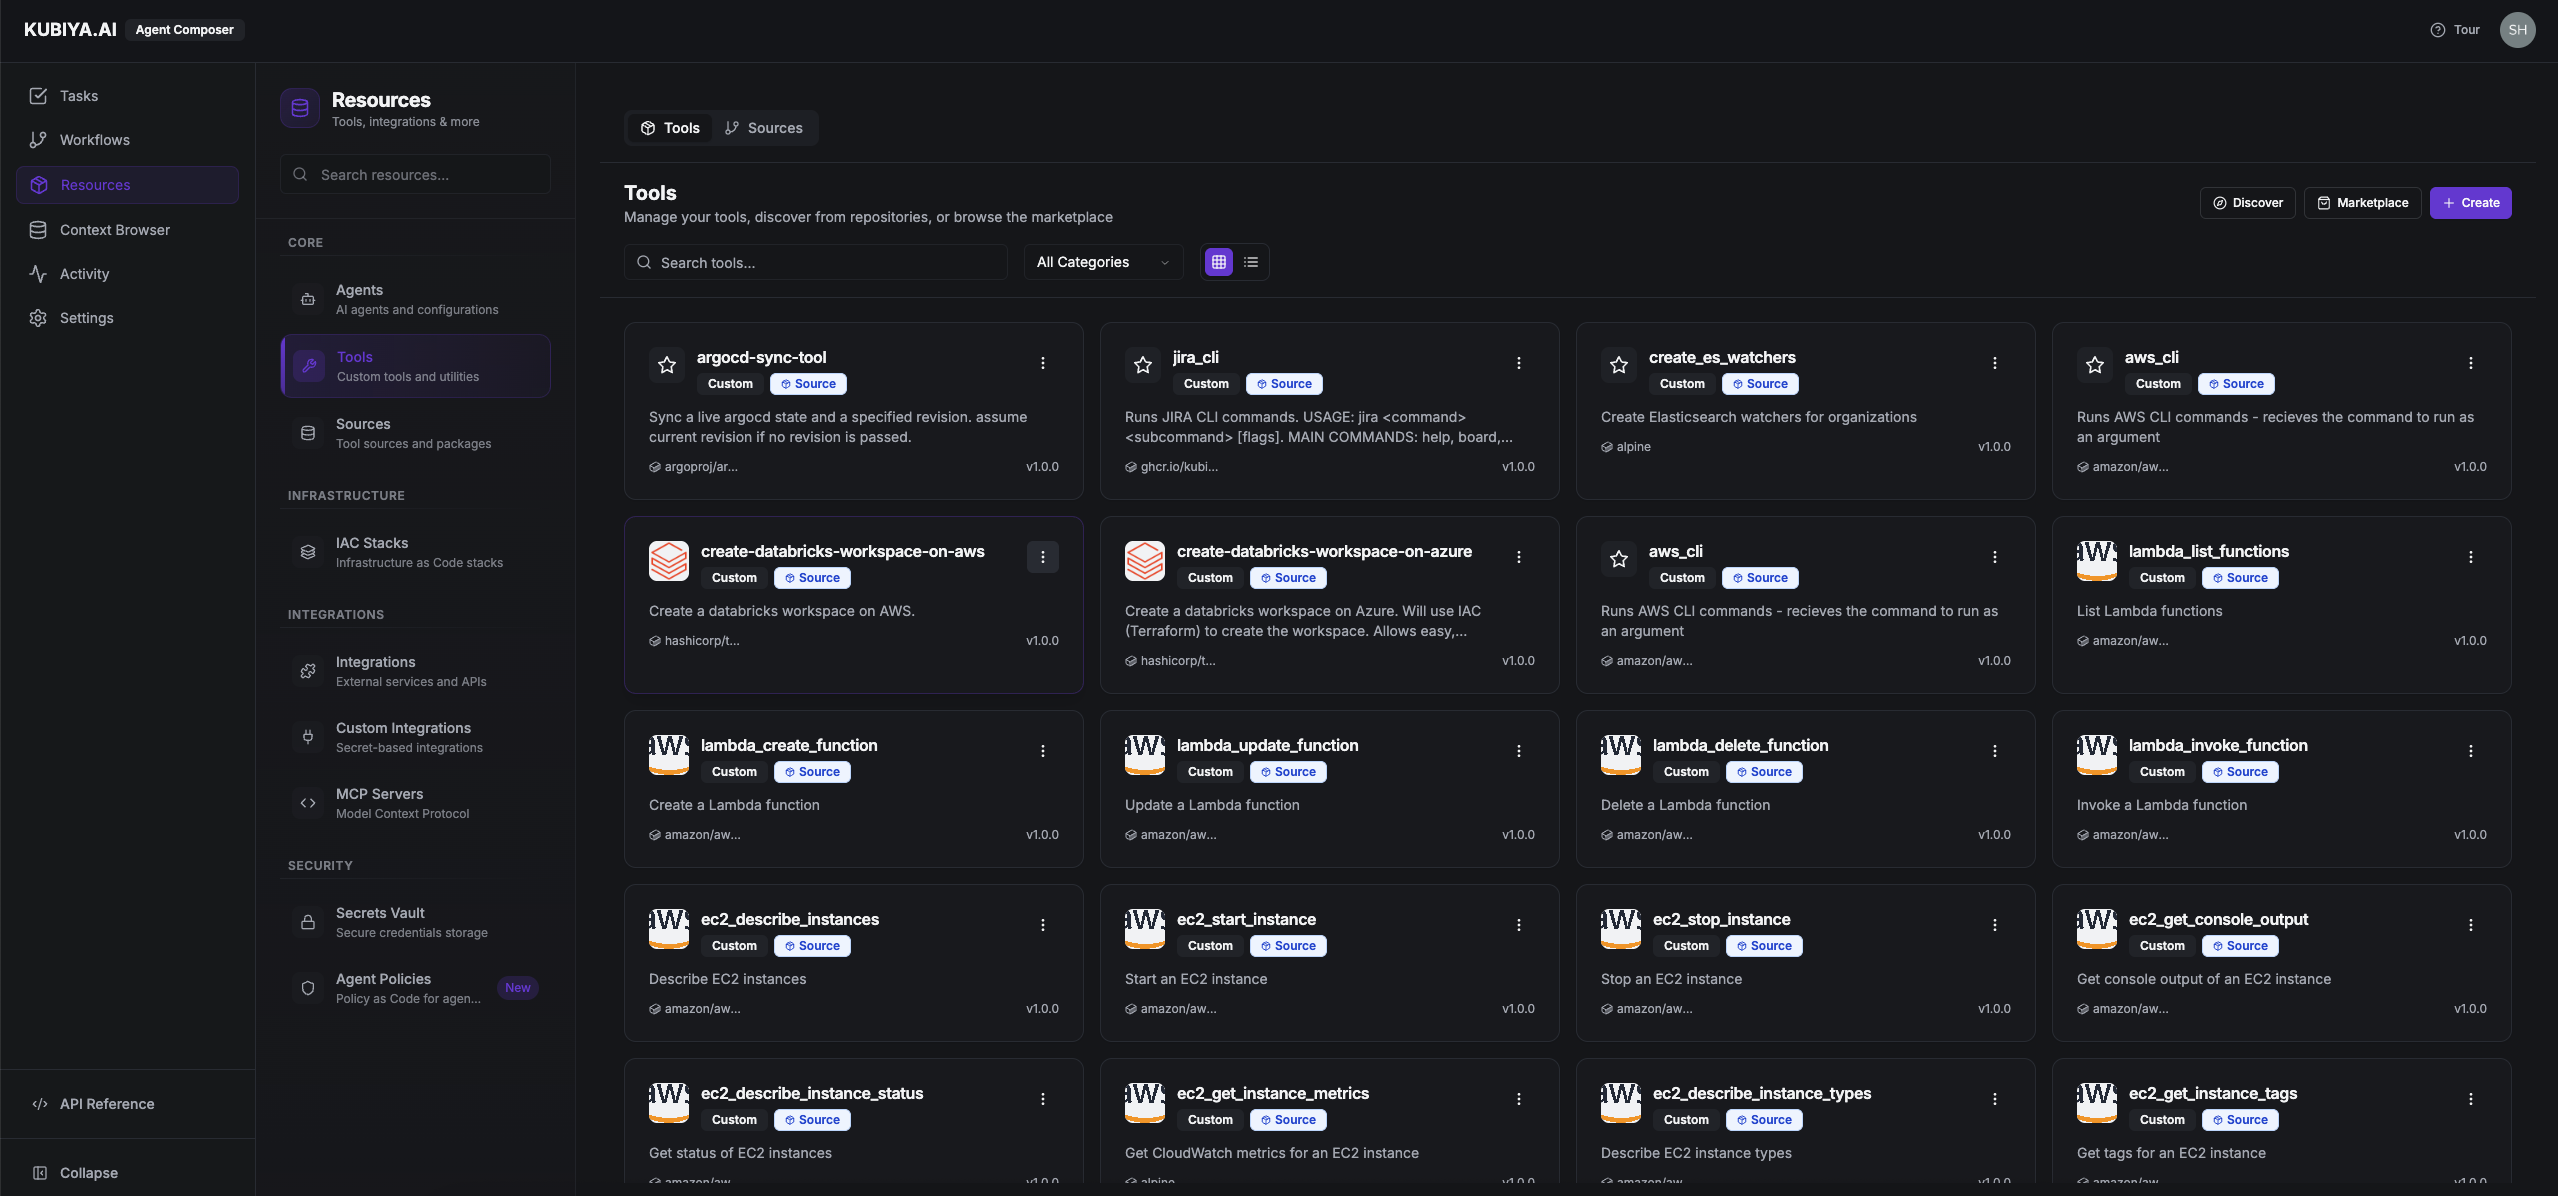 KUBIYA.AI Agent Composer
Tour
SH
Tasks
Workflows
Resources
Context Browser
Activity
Settings
API Reference
Collapse
Resources
Tools, integrations & more
Search resources...
CORE
Agents
AI agents and configurations
Tools
Custom tools and utilities
Sources
Tool sources and packages
INFRASTRUCTURE
IAC Stacks
Infrastructure as Code stacks
INTEGRATIONS
Integrations
External services and APIs
Custom Integrations
Secret-based integrations
MCP Servers
Model Context Protocol
SECURITY
Secrets Vault
Secure credentials storage
Agent Policies
Policy as Code for agen...
New
Tools Sources
Tools
Manage your tools, discover from repositories, or browse the marketplace
Discover Marketplace Create
Search tools... All Categories
argocd-sync-tool
Custom Source
Sync a live argocd state and a specified revision. assume
current revision if no revision is passed.
argoproj/ar... v1.0.0
jira_cli
Custom Source
Runs JIRA CLI commands. USAGE: jira <command>
<subcommand> [flags]. MAIN COMMANDS: help, board,...
ghcr.io/kubi... v1.0.0
create_es_watchers
Custom Source
Create Elasticsearch watchers for organizations
alpine v1.0.0
aws_cli
Custom Source
Runs AWS CLI commands - recieves the command to run as
an argument
amazon/aw... v1.0.0
create-databricks-workspace-on-aws
Custom Source
Create a databricks workspace on AWS.
hashicorp/t... v1.0.0
create-databricks-workspace-on-azure
Custom Source
Create a databricks workspace on Azure. Will use IAC
(Terraform) to create the workspace. Allows easy,...
hashicorp/t... v1.0.0
aws_cli
Custom Source
Runs AWS CLI commands - recieves the command to run as
an argument
amazon/aw... v1.0.0
lambda_list_functions
Custom Source
List Lambda functions
amazon/aw... v1.0.0
lambda_create_function
Custom Source
Create a Lambda function
amazon/aw... v1.0.0
lambda_update_function
Custom Source
Update a Lambda function
amazon/aw... v1.0.0
lambda_delete_function
Custom Source
Delete a Lambda function
amazon/aw... v1.0.0
lambda_invoke_function
Custom Source
Invoke a Lambda function
amazon/aw... v1.0.0
ec2_describe_instances
Custom Source
Describe EC2 instances
amazon/aw... v1.0.0
ec2_start_instance
Custom Source
Start an EC2 instance
amazon/aw... v1.0.0
ec2_stop_instance
Custom Source
Stop an EC2 instance
amazon/aw... v1.0.0
ec2_get_console_output
Custom Source
Get console output of an EC2 instance
amazon/aw... v1.0.0
ec2_describe_instance_status
Custom Source
Get status of EC2 instances
ec2_get_instance_metrics
Custom Source
Get CloudWatch metrics for an EC2 instance
ec2_describe_instance_types
Custom Source
Describe EC2 instance types
ec2_get_instance_tags
Custom Source
Get tags for an EC2 instance